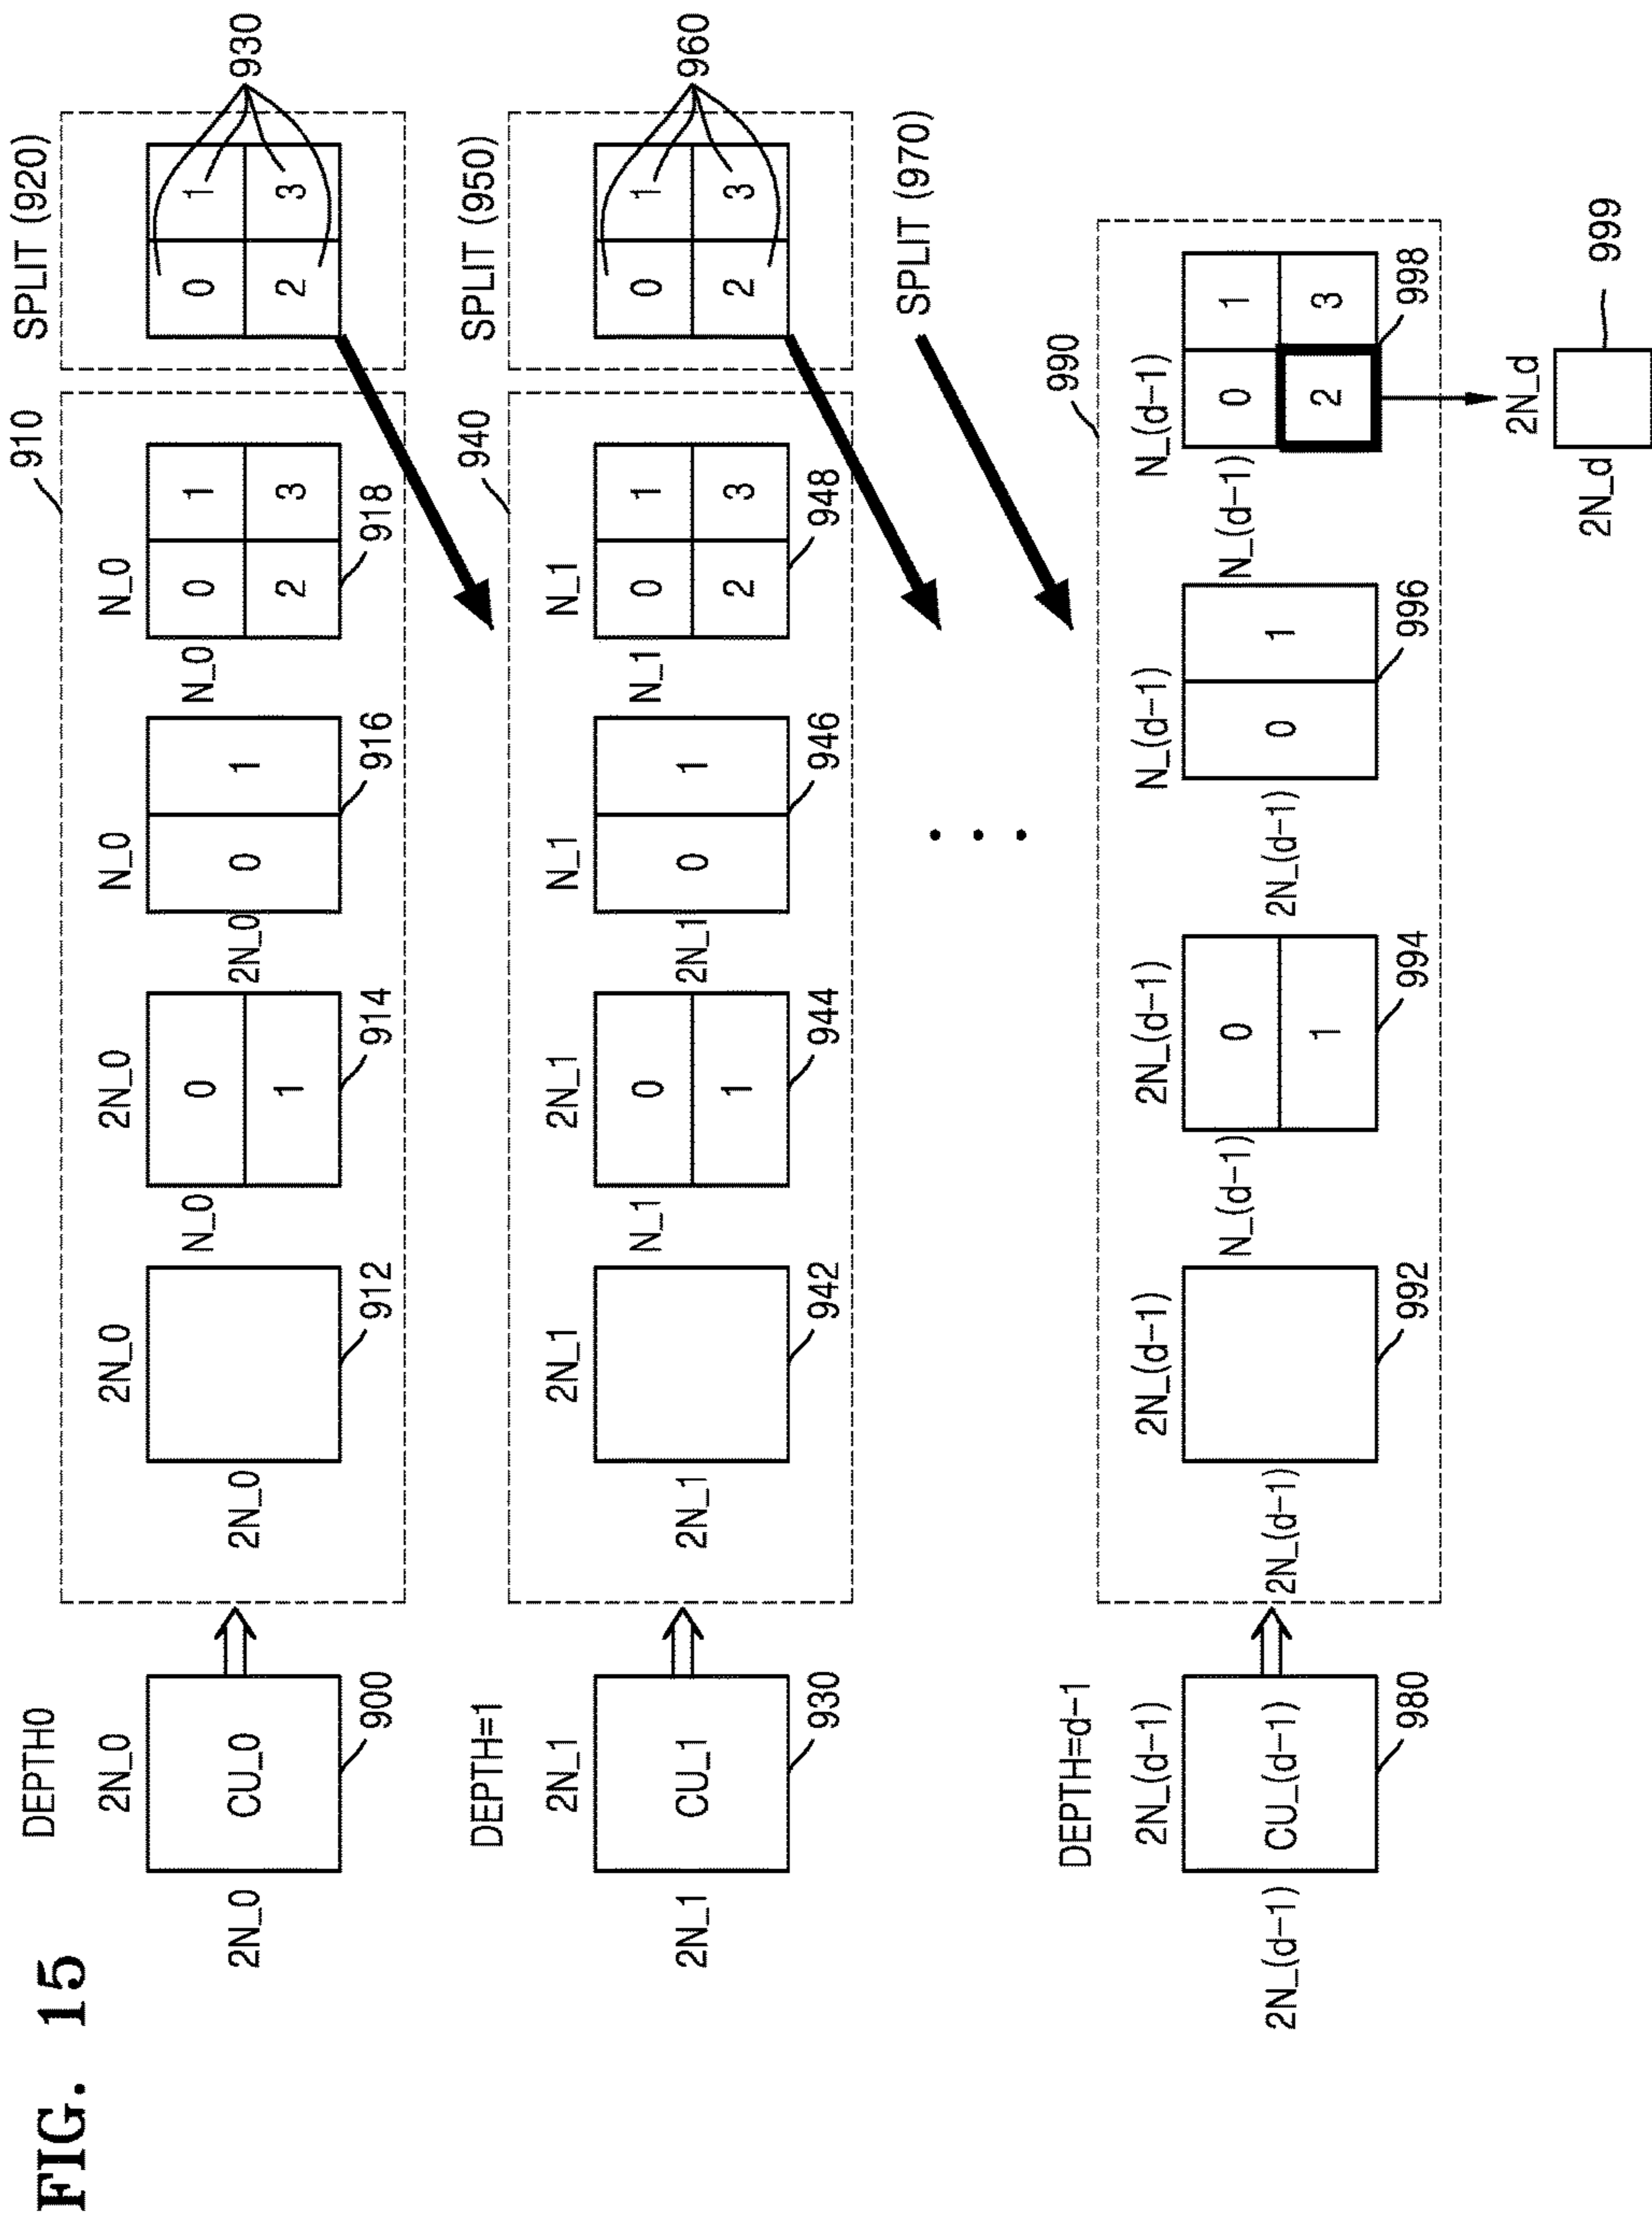 FIG. 15
DEPTH0
2N_0
2N_0
CU_0
900
910
2N_0
2N_0
912
2N_0
N_0
0
1
914
N_0
2N_0
0
1
916
N_0
N_0
0
1
2
3
918
SPLIT (920)
0
1
2
3
930
DEPTH=1
2N_1
2N_1
CU_1
930
940
2N_1
2N_1
942
2N_1
N_1
0
1
944
N_1
2N_1
0
1
946
N_1
N_1
0
1
2
3
948
SPLIT (950)
0
1
2
3
960
SPLIT (970)
DEPTH=d-1
2N_(d-1)
2N_(d-1)
CU_(d-1)
980
990
2N_(d-1)
2N_(d-1)
992
2N_(d-1)
N_(d-1)
0
1
994
N_(d-1)
2N_(d-1)
0
1
996
N_(d-1)
N_(d-1)
0
1
2
3
998
2N_d
2N_d
999